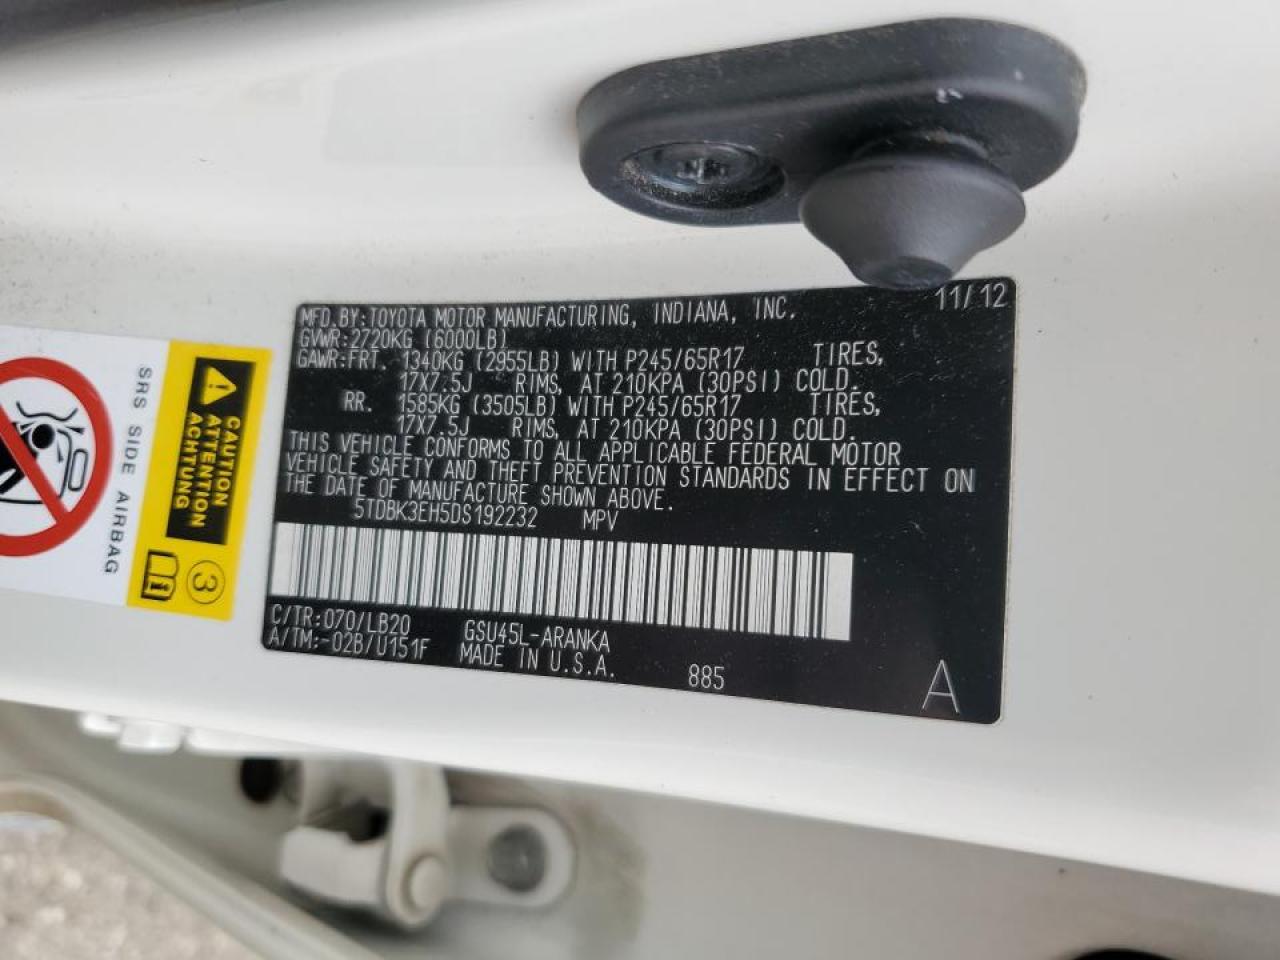 11/12
MFD.BY:TOYOTA MOTOR MANUFACTURING, INDIANA, INC.
GVWR:2720KG (6000LB)
GAWR:FRT. 1340KG (2955LB) WITH P245/65R17 TIRES,
17X7.5J RIMS, AT 210KPA (30PSI) COLD.
RR. 1585KG (3505LB) WITH P245/65R17 TIRES,
17X7.5J RIMS, AT 210KPA (30PSI) COLD.
THIS VEHICLE CONFORMS TO ALL APPLICABLE FEDERAL MOTOR
VEHICLE SAFETY AND THEFT PREVENTION STANDARDS IN EFFECT ON
THE DATE OF MANUFACTURE SHOWN ABOVE.
5TDBK3EH5DS192232 MPV
C/TR:070/LB20 GSU45L-ARANKA
A/TM:-02B/U151F MADE IN U.S.A. 885
A
SRS SIDE AIRBAG
CAUTION
ATTENTION
ACHTUNG
3
i